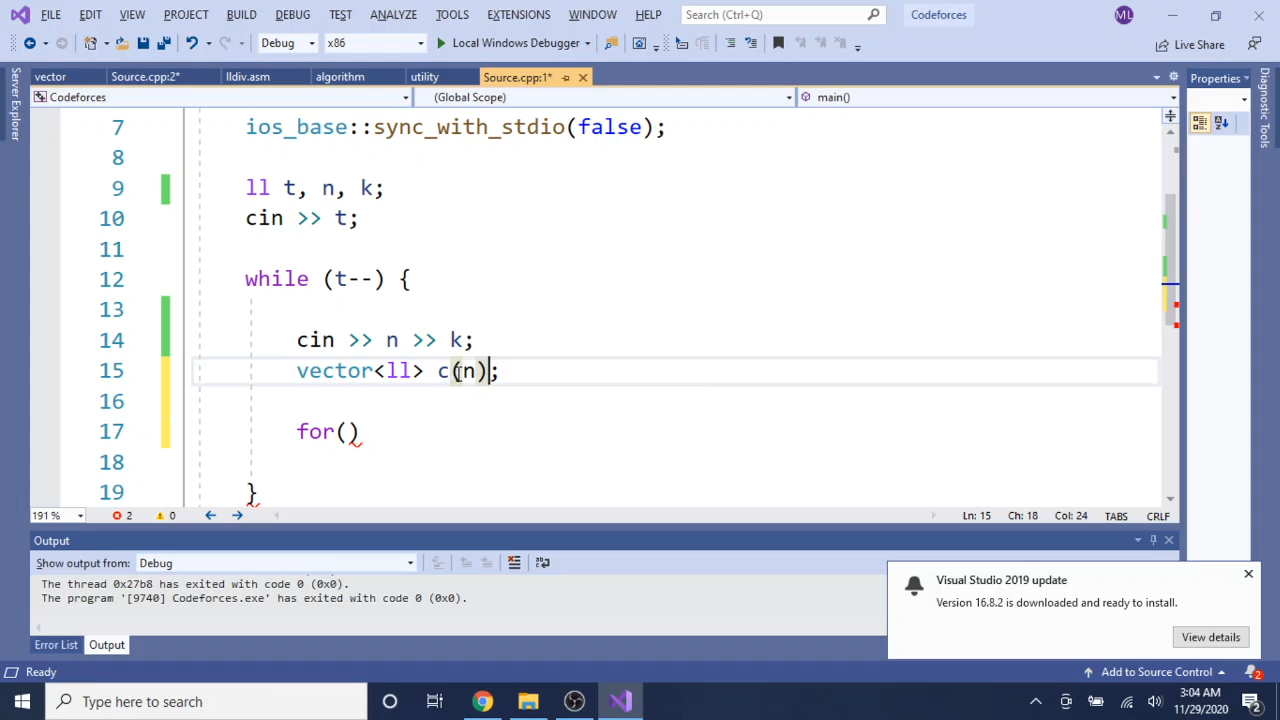 FILE EDIT VIEW PROJECT BUILD DEBUG TEST ANALYZE TOOLS EXTENSIONS WINDOW HELP Search (Ctrl+Q) Codeforces ML
Debug x86 Local Windows Debugger Live Share
vector Source.cpp:2* lldiv.asm algorithm utility Source.cpp:1*
Codeforces (Global Scope) main()
Server Explorer
Properties
Diagnostic Tools
7 ios_base::sync_with_stdio(false);
8
9 ll t, n, k;
10 cin >> t;
11
12 while (t--) {
13
14 cin >> n >> k;
15 vector<ll> c(n);
16
17 for()
18
19 }
191 % 2 0 Ln: 15 Ch: 18 Col: 24 TABS CRLF
Output
Show output from: Debug
The thread 0x27b8 has exited with code 0 (0x0).
The program '[9740] Codeforces.exe' has exited with code 0 (0x0).
Visual Studio 2019 update
Version 16.8.2 is downloaded and ready to install.
View details
Error List Output
Ready Add to Source Control 2
Type here to search
3:04 AM
11/29/2020
2